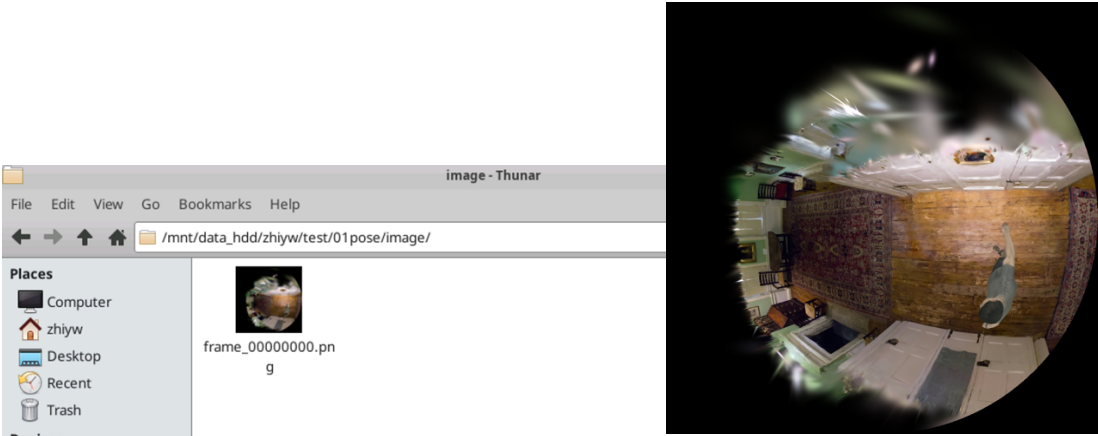 image - Thunar
File Edit View Go Bookmarks Help
/mnt/data_hdd/zhiyw/test/01pose/image/
Places
Computer
zhiyw
Desktop
Recent
Trash
frame_00000000.pn
g